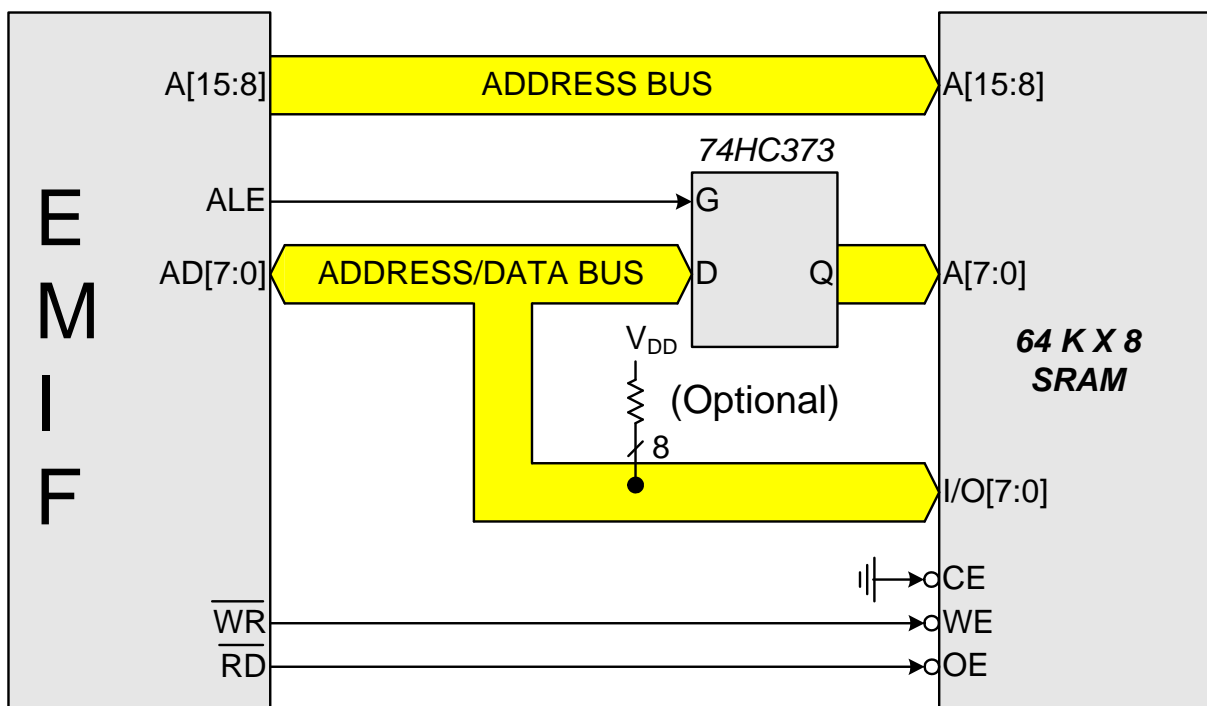 A[15:8]
ADDRESS BUS
A[15:8]
74HC373
ALE
G
EMIF
AD[7:0]
ADDRESS/DATA BUS
D
Q
A[7:0]
VDD
64 K X 8
SRAM
(Optional)
8
I/O[7:0]
CE
WR
WE
RD
OE